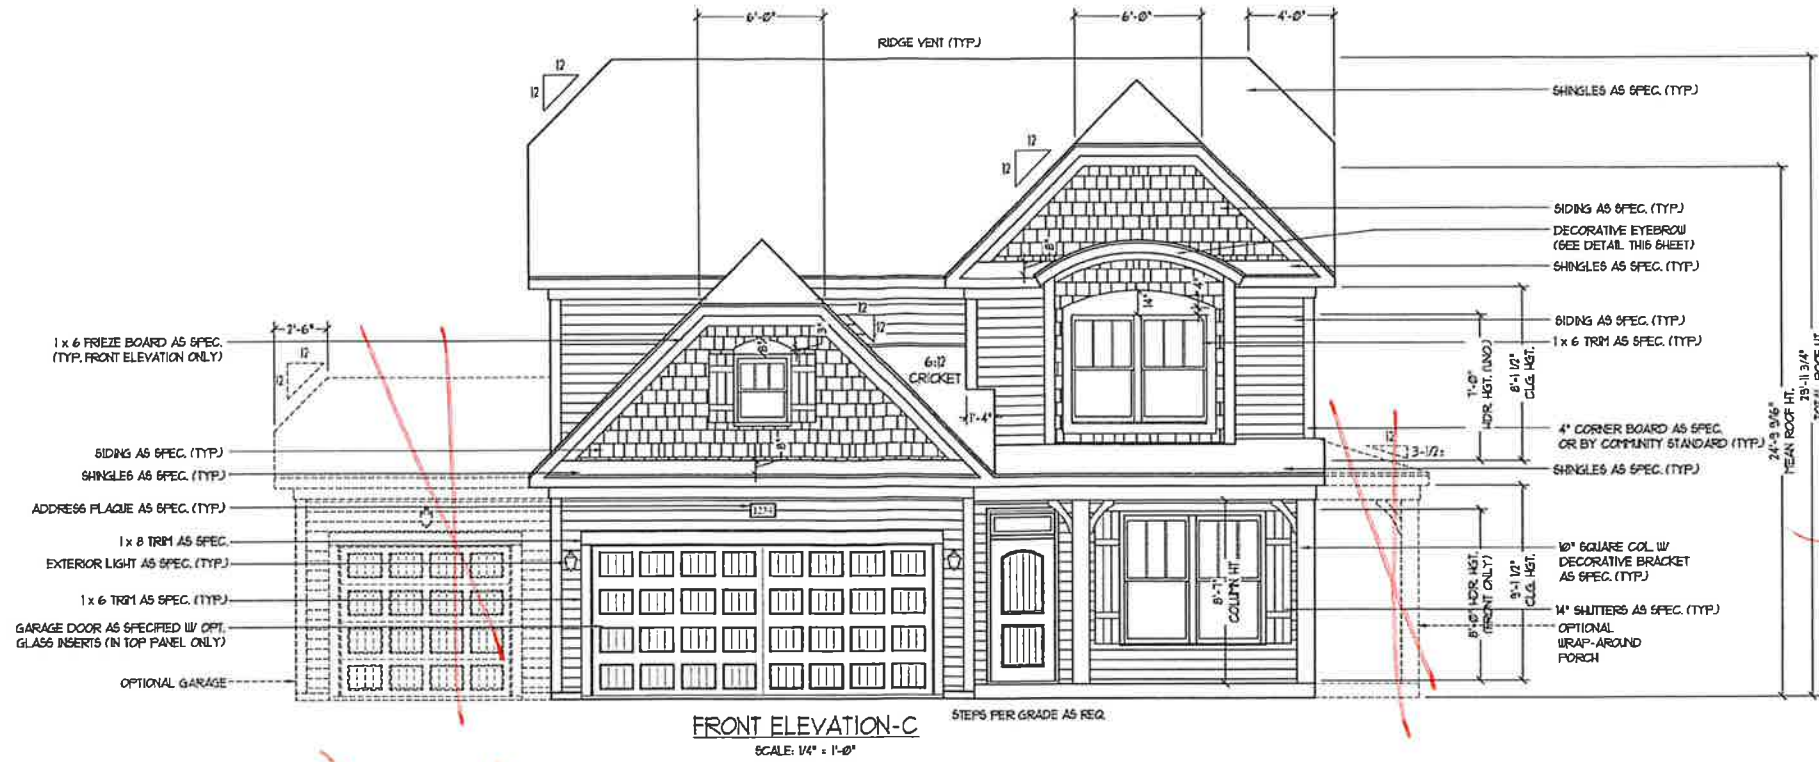 6'-0"
6'-0"
4'-0"
RIDGE VENT (TYP.)
12
12
SHINGLES AS SPEC. (TYP.)
12
12
SIDING AS SPEC. (TYP.)
DECORATIVE EYEBROW
(SEE DETAIL THIS SHEET)
SHINGLES AS SPEC. (TYP.)
8"
14"
4"
SIDING AS SPEC. (TYP.)
1 x 6 TRIM AS SPEC. (TYP.)
7'-0"
HDR. HGT. (UNO.)
8'-1 1/2"
CLG. HGT.
24'-9 9/16"
MEAN ROOF HT.
29'-11 3/4"
TOTAL ROOF HT.
2'-6"
1 x 6 FRIEZE BOARD AS SPEC.
(TYP. FRONT ELEVATION ONLY)
12
12
12
12
3"
8"
6:12
CRICKET
1'-4"
8"
4" CORNER BOARD AS SPEC.
OR BY COMMUNITY STANDARD (TYP.)
12
3-1/2:
SHINGLES AS SPEC. (TYP.)
SIDING AS SPEC. (TYP.)
SHINGLES AS SPEC. (TYP.)
ADDRESS PLAQUE AS SPEC. (TYP.)
1234
1 x 8 TRIM AS SPEC.
EXTERIOR LIGHT AS SPEC. (TYP.)
1 x 6 TRIM AS SPEC. (TYP.)
GARAGE DOOR AS SPECIFIED W/ OPT.
GLASS INSERTS (IN TOP PANEL ONLY)
OPTIONAL GARAGE
8'-7"
COLUMN HT.
8'-0" HDR. HGT.
(FRONT ONLY)
9'-1 1/2"
CLG. HGT.
10" SQUARE COL. W/
DECORATIVE BRACKET
AS SPEC. (TYP.)
14" SHUTTERS AS SPEC. (TYP.)
OPTIONAL
WRAP-AROUND
PORCH
STEPS PER GRADE AS REQ.
FRONT ELEVATION-C
SCALE: 1/4" = 1'-0"